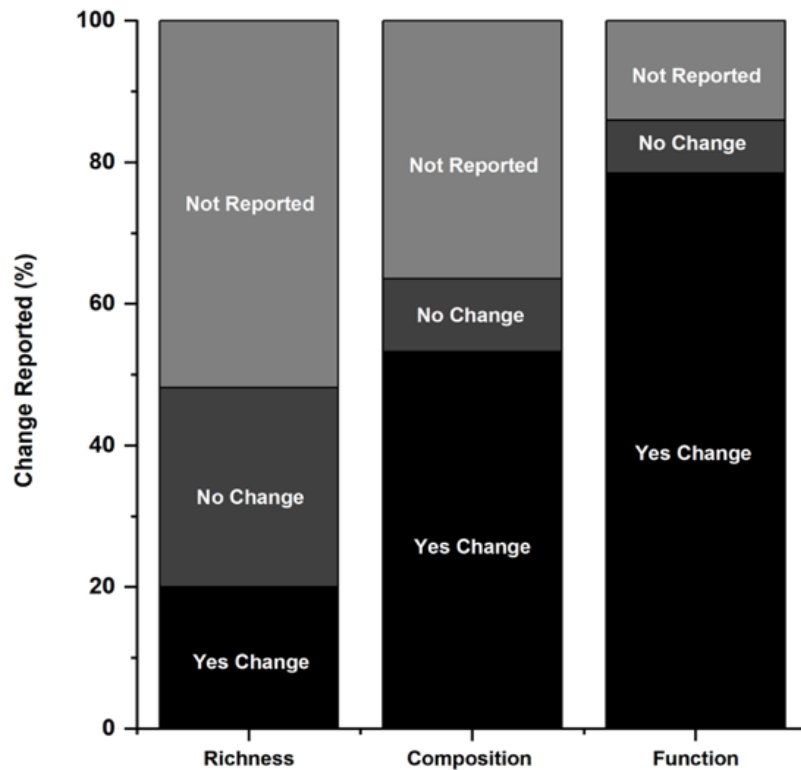 Change Reported (%)
100
80
60
40
20
0
Not Reported
No Change
Yes Change
Not Reported
No Change
Yes Change
Not Reported
No Change
Yes Change
Richness
Composition
Function